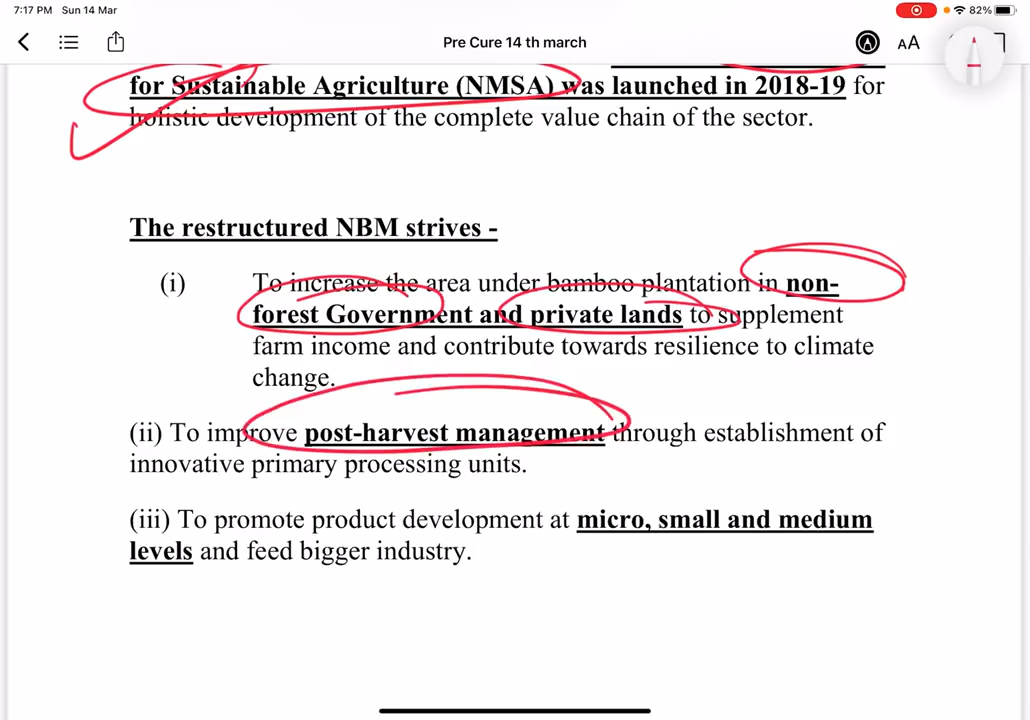 7:17 PM Sun 14 Mar 82%
Pre Cure 14 th march AA
for Sustainable Agriculture (NMSA) was launched in 2018-19 for
holistic development of the complete value chain of the sector.
The restructured NBM strives -
(i) To increase the area under bamboo plantation in non-
forest Government and private lands to supplement
farm income and contribute towards resilience to climate
change.
(ii) To improve post-harvest management through establishment of
innovative primary processing units.
(iii) To promote product development at micro, small and medium
levels and feed bigger industry.